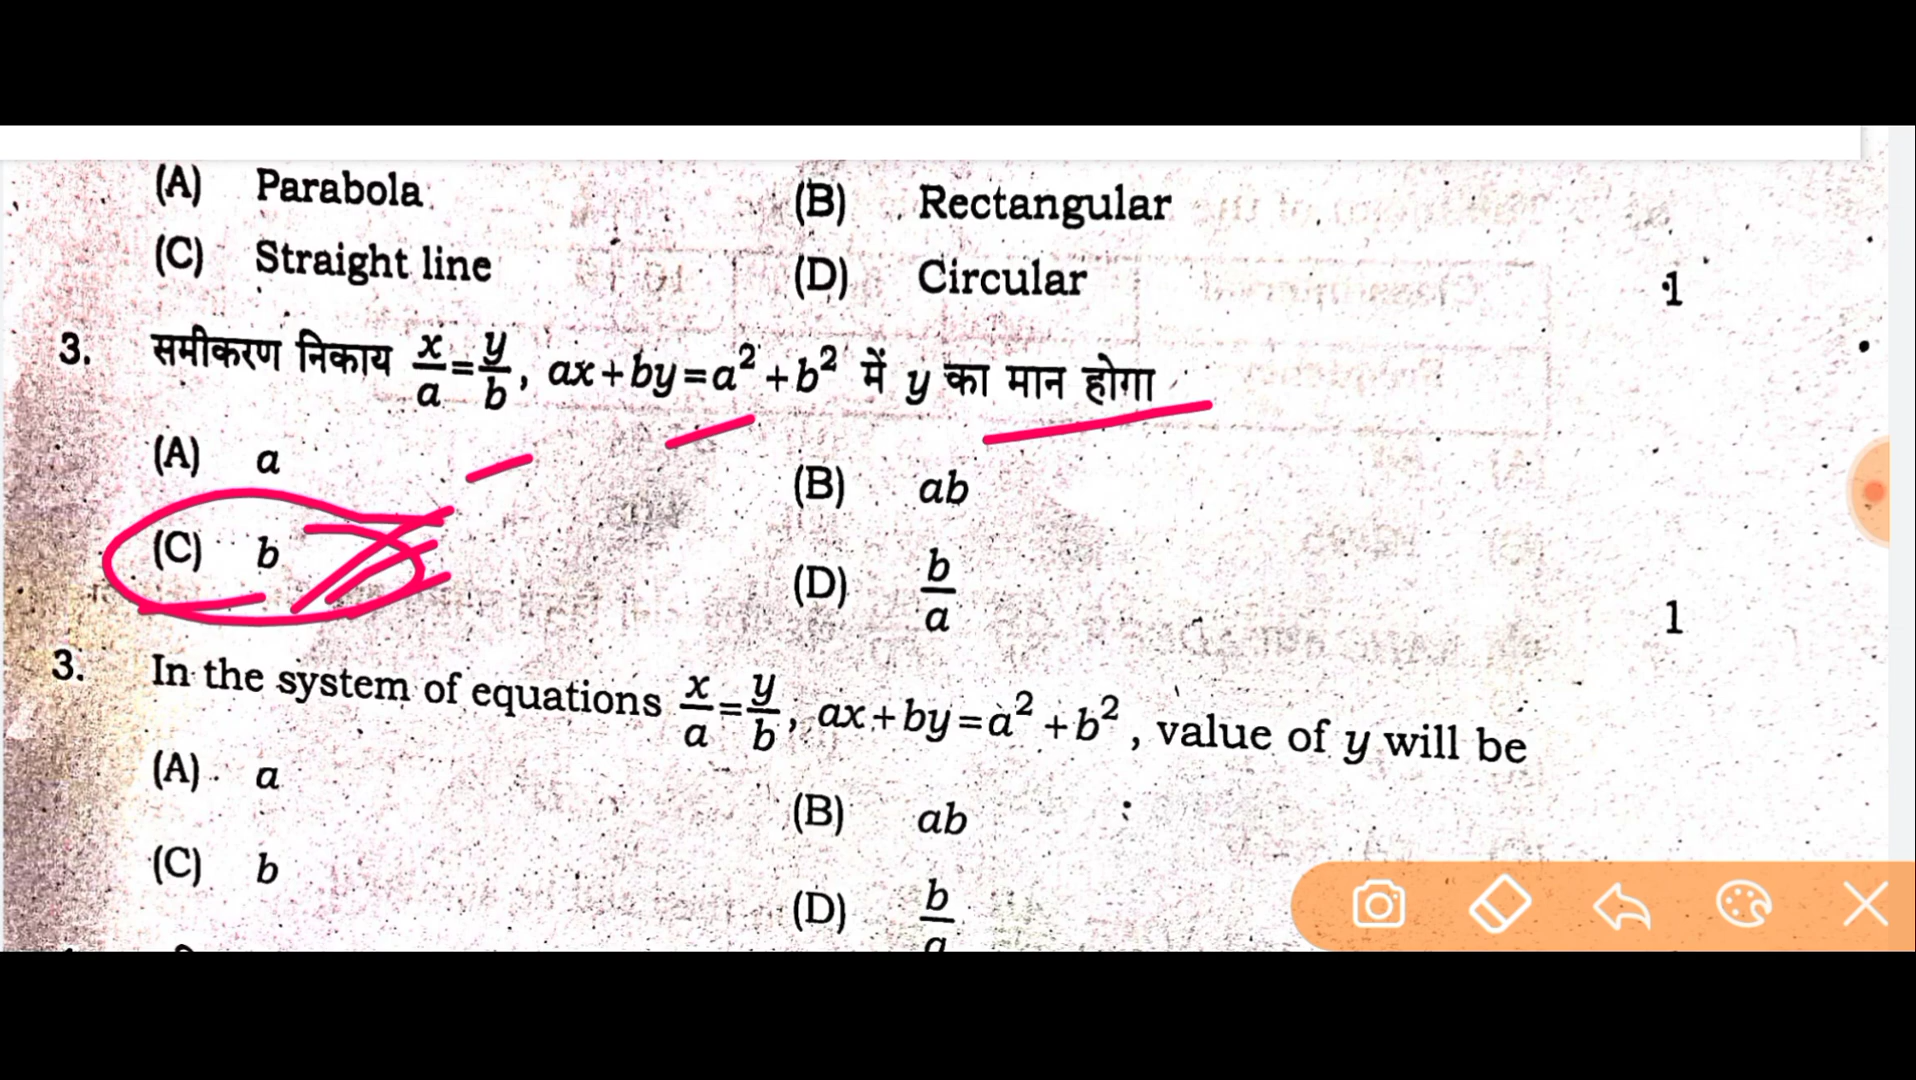 (A) Parabola (B) Rectangular
(C) Straight line (D) Circular 1
3. समीकरण निकाय x/a = y/b, ax+by=a²+b² में y का मान होगा
(A) a (B) ab
(C) b (D) b/a 1
3. In the system of equations x/a = y/b, ax+by=a²+b², value of y will be
(A) a (B) ab
(C) b (D) b/a